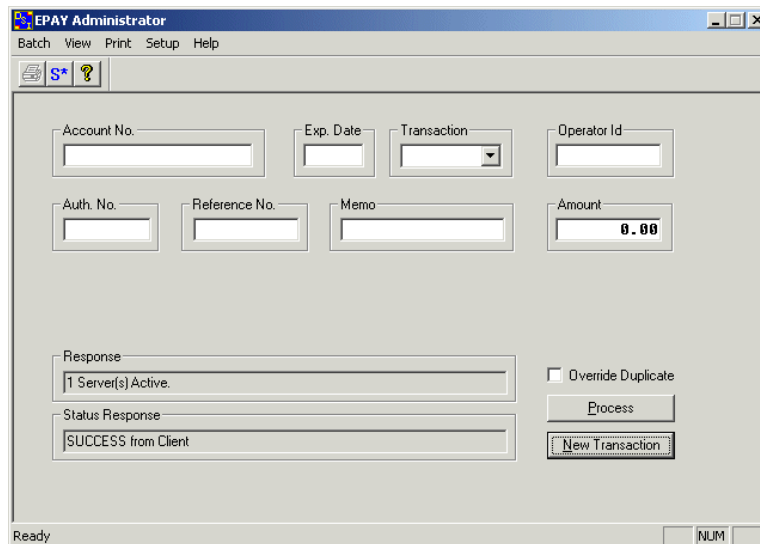 EPAY Administrator
Batch View Print Setup Help
S* ?
Account No. Exp. Date Transaction Operator Id
Auth. No. Reference No. Memo Amount
0.00
Response
1 Server(s) Active.
Override Duplicate
Process
Status Response
SUCCESS from Client
New Transaction
Ready NUM